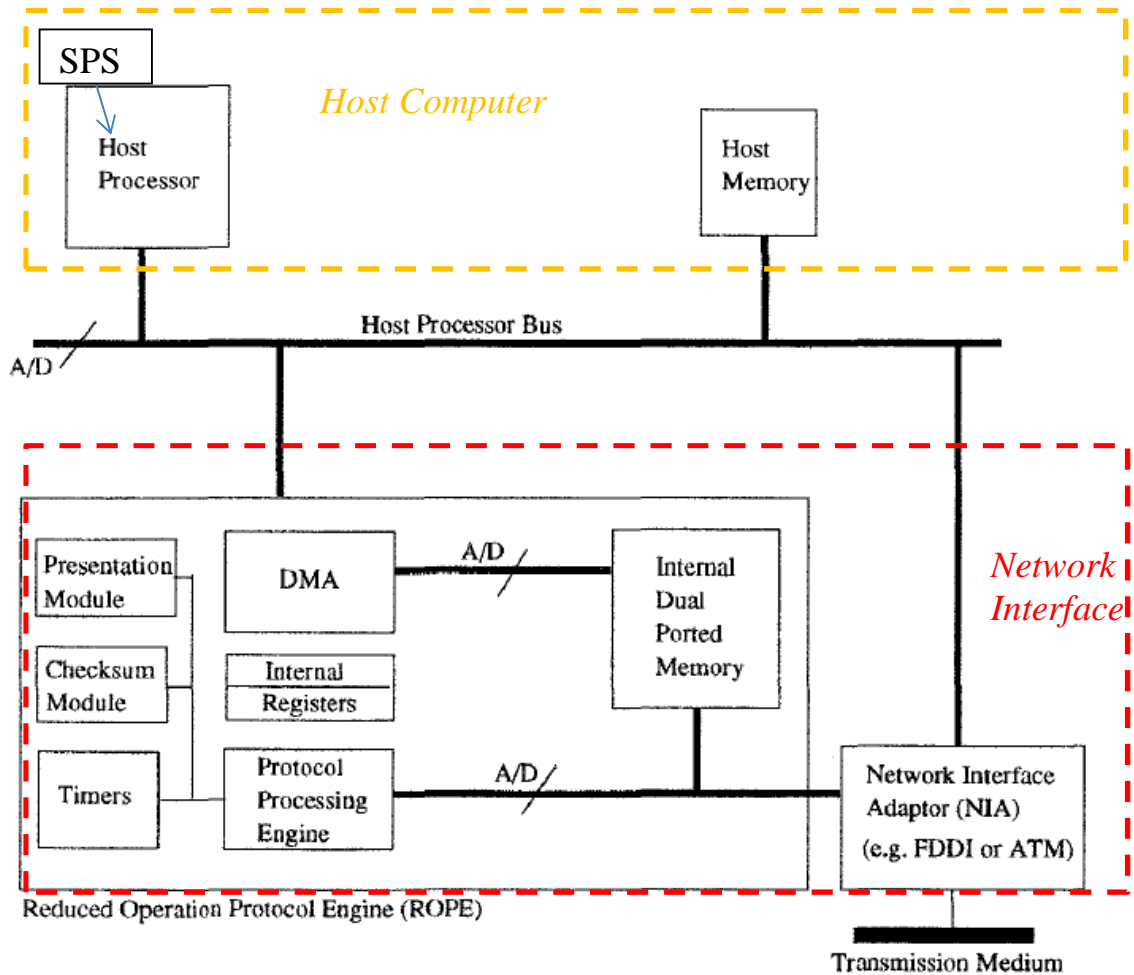 SPS
Host Computer
Host
Processor
Host
Memory
Host Processor Bus
A/D
Presentation
Module
DMA
A/D
Internal
Dual
Ported
Memory
Network
Interface
Checksum
Module
Internal
Registers
Timers
Protocol
Processing
Engine
A/D
Network Interface
Adaptor (NIA)
(e.g. FDDI or ATM)
Reduced Operation Protocol Engine (ROPE)
Transmission Medium